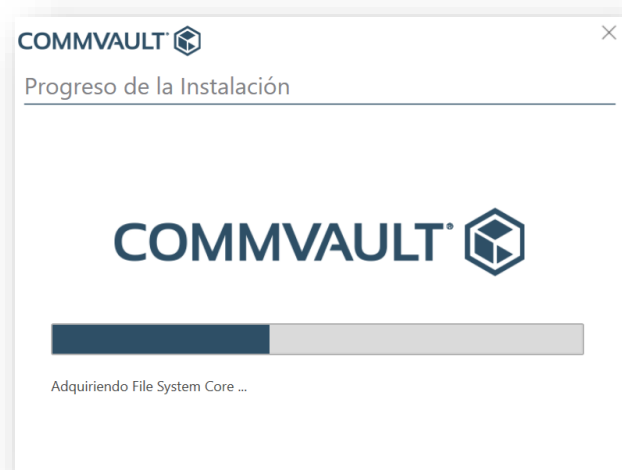 COMMVAULT®
Progreso de la Instalación
COMMVAULT®
Adquiriendo File System Core ...